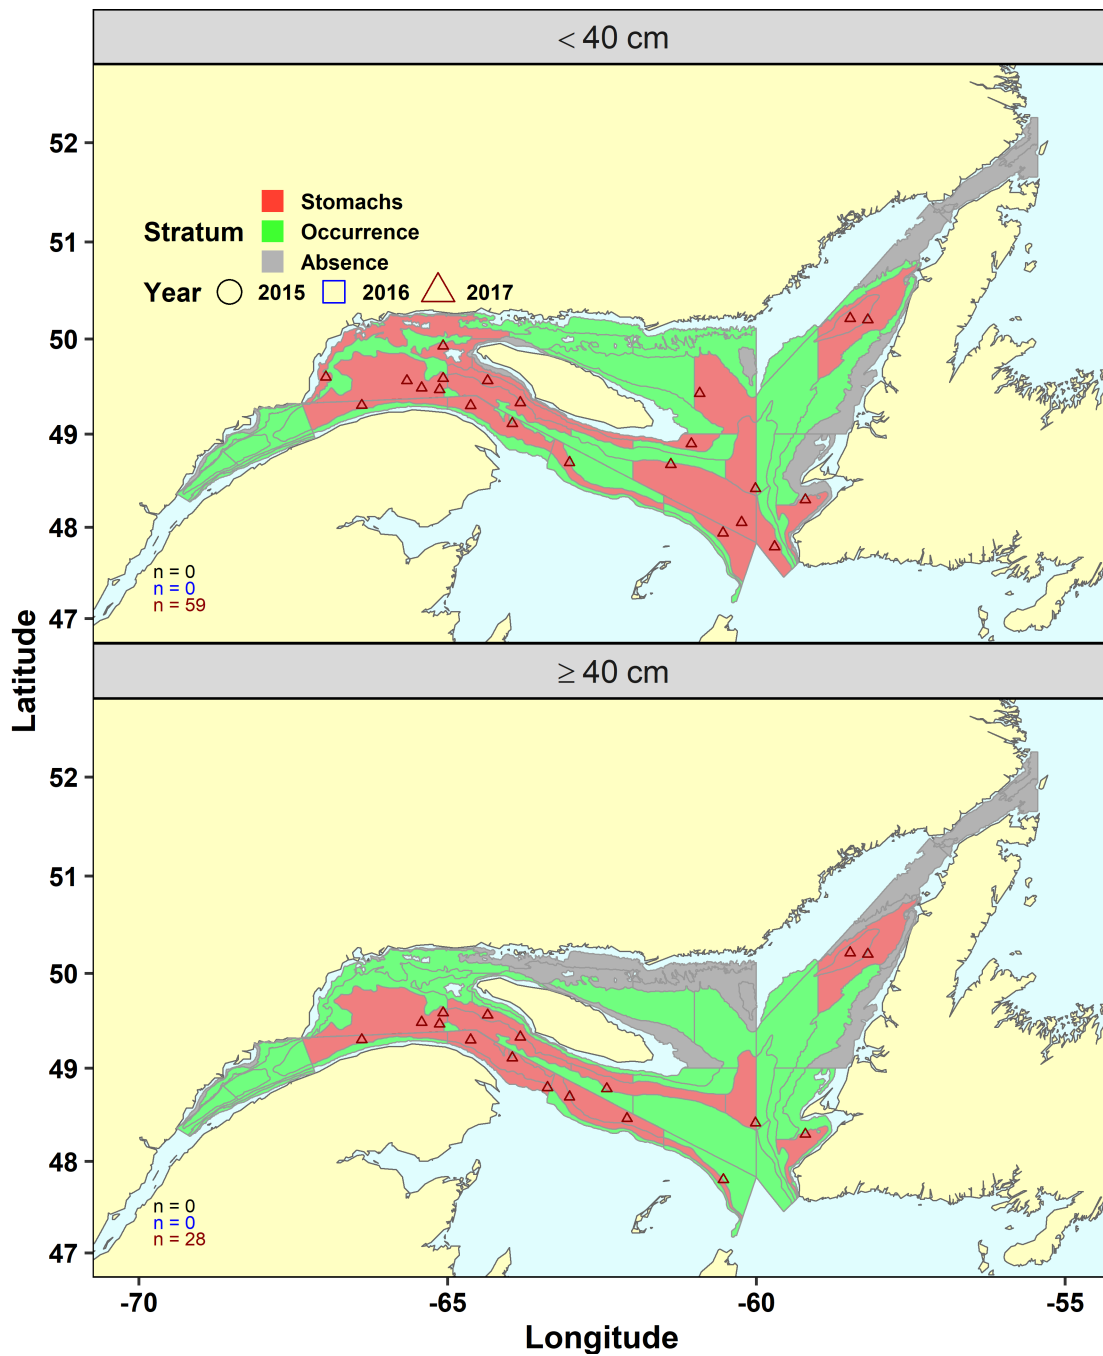 < 40 cm
52
51
50
49
48
47
Stratum
Stomachs
Occurrence
Absence
Year 2015 2016 2017
n = 0
n = 0
n = 59
Latitude
≥ 40 cm
52
51
50
49
48
47
n = 0
n = 0
n = 28
-70 -65 -60 -55
Longitude